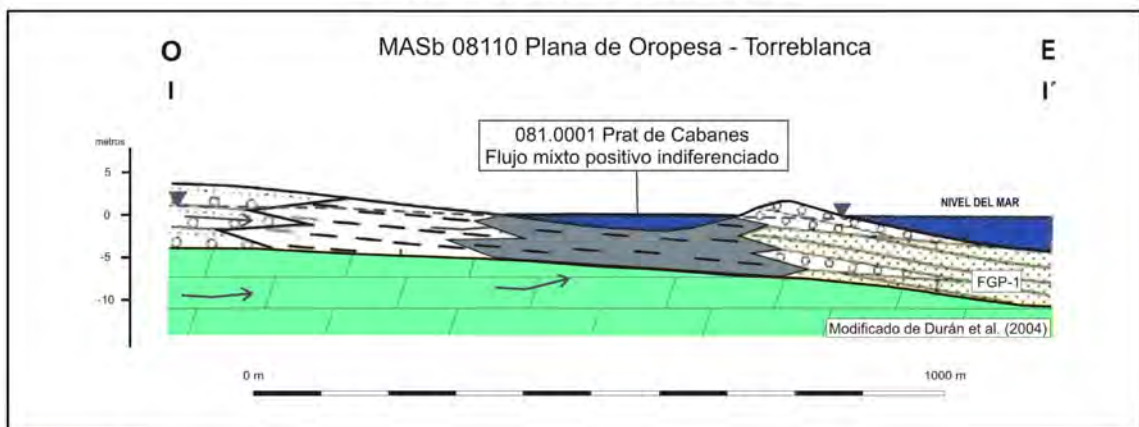 O
MASb 08110 Plana de Oropesa - Torreblanca
E
I
I´
081.0001 Prat de Cabanes
Flujo mixto positivo indiferenciado
metros
5
0
-5
-10
NIVEL DEL MAR
FGP-1
Modificado de Durán et al. (2004)
0 m
1000 m